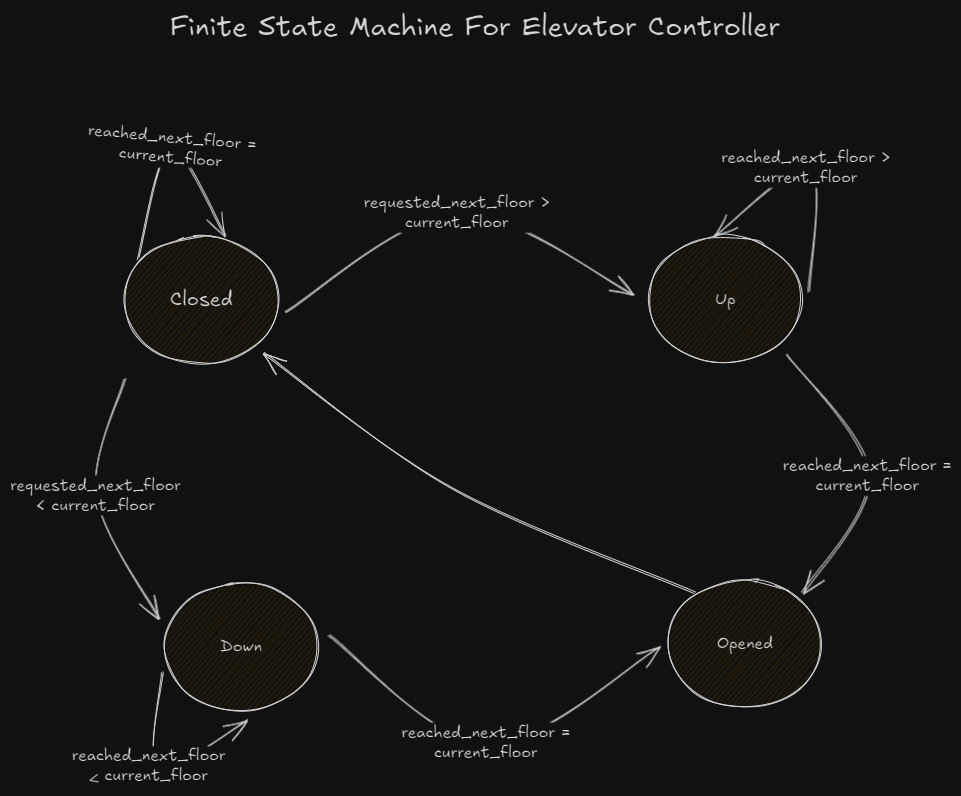 Finite State Machine For Elevator Controller
reached_next_floor =
current_floor
reached_next_floor >
current_floor
requested_next_floor >
current_floor
Closed
Up
reached_next_floor =
current_floor
requested_next_floor
< current_floor
Down
Opened
reached_next_floor =
current_floor
reached_next_floor
< current_floor